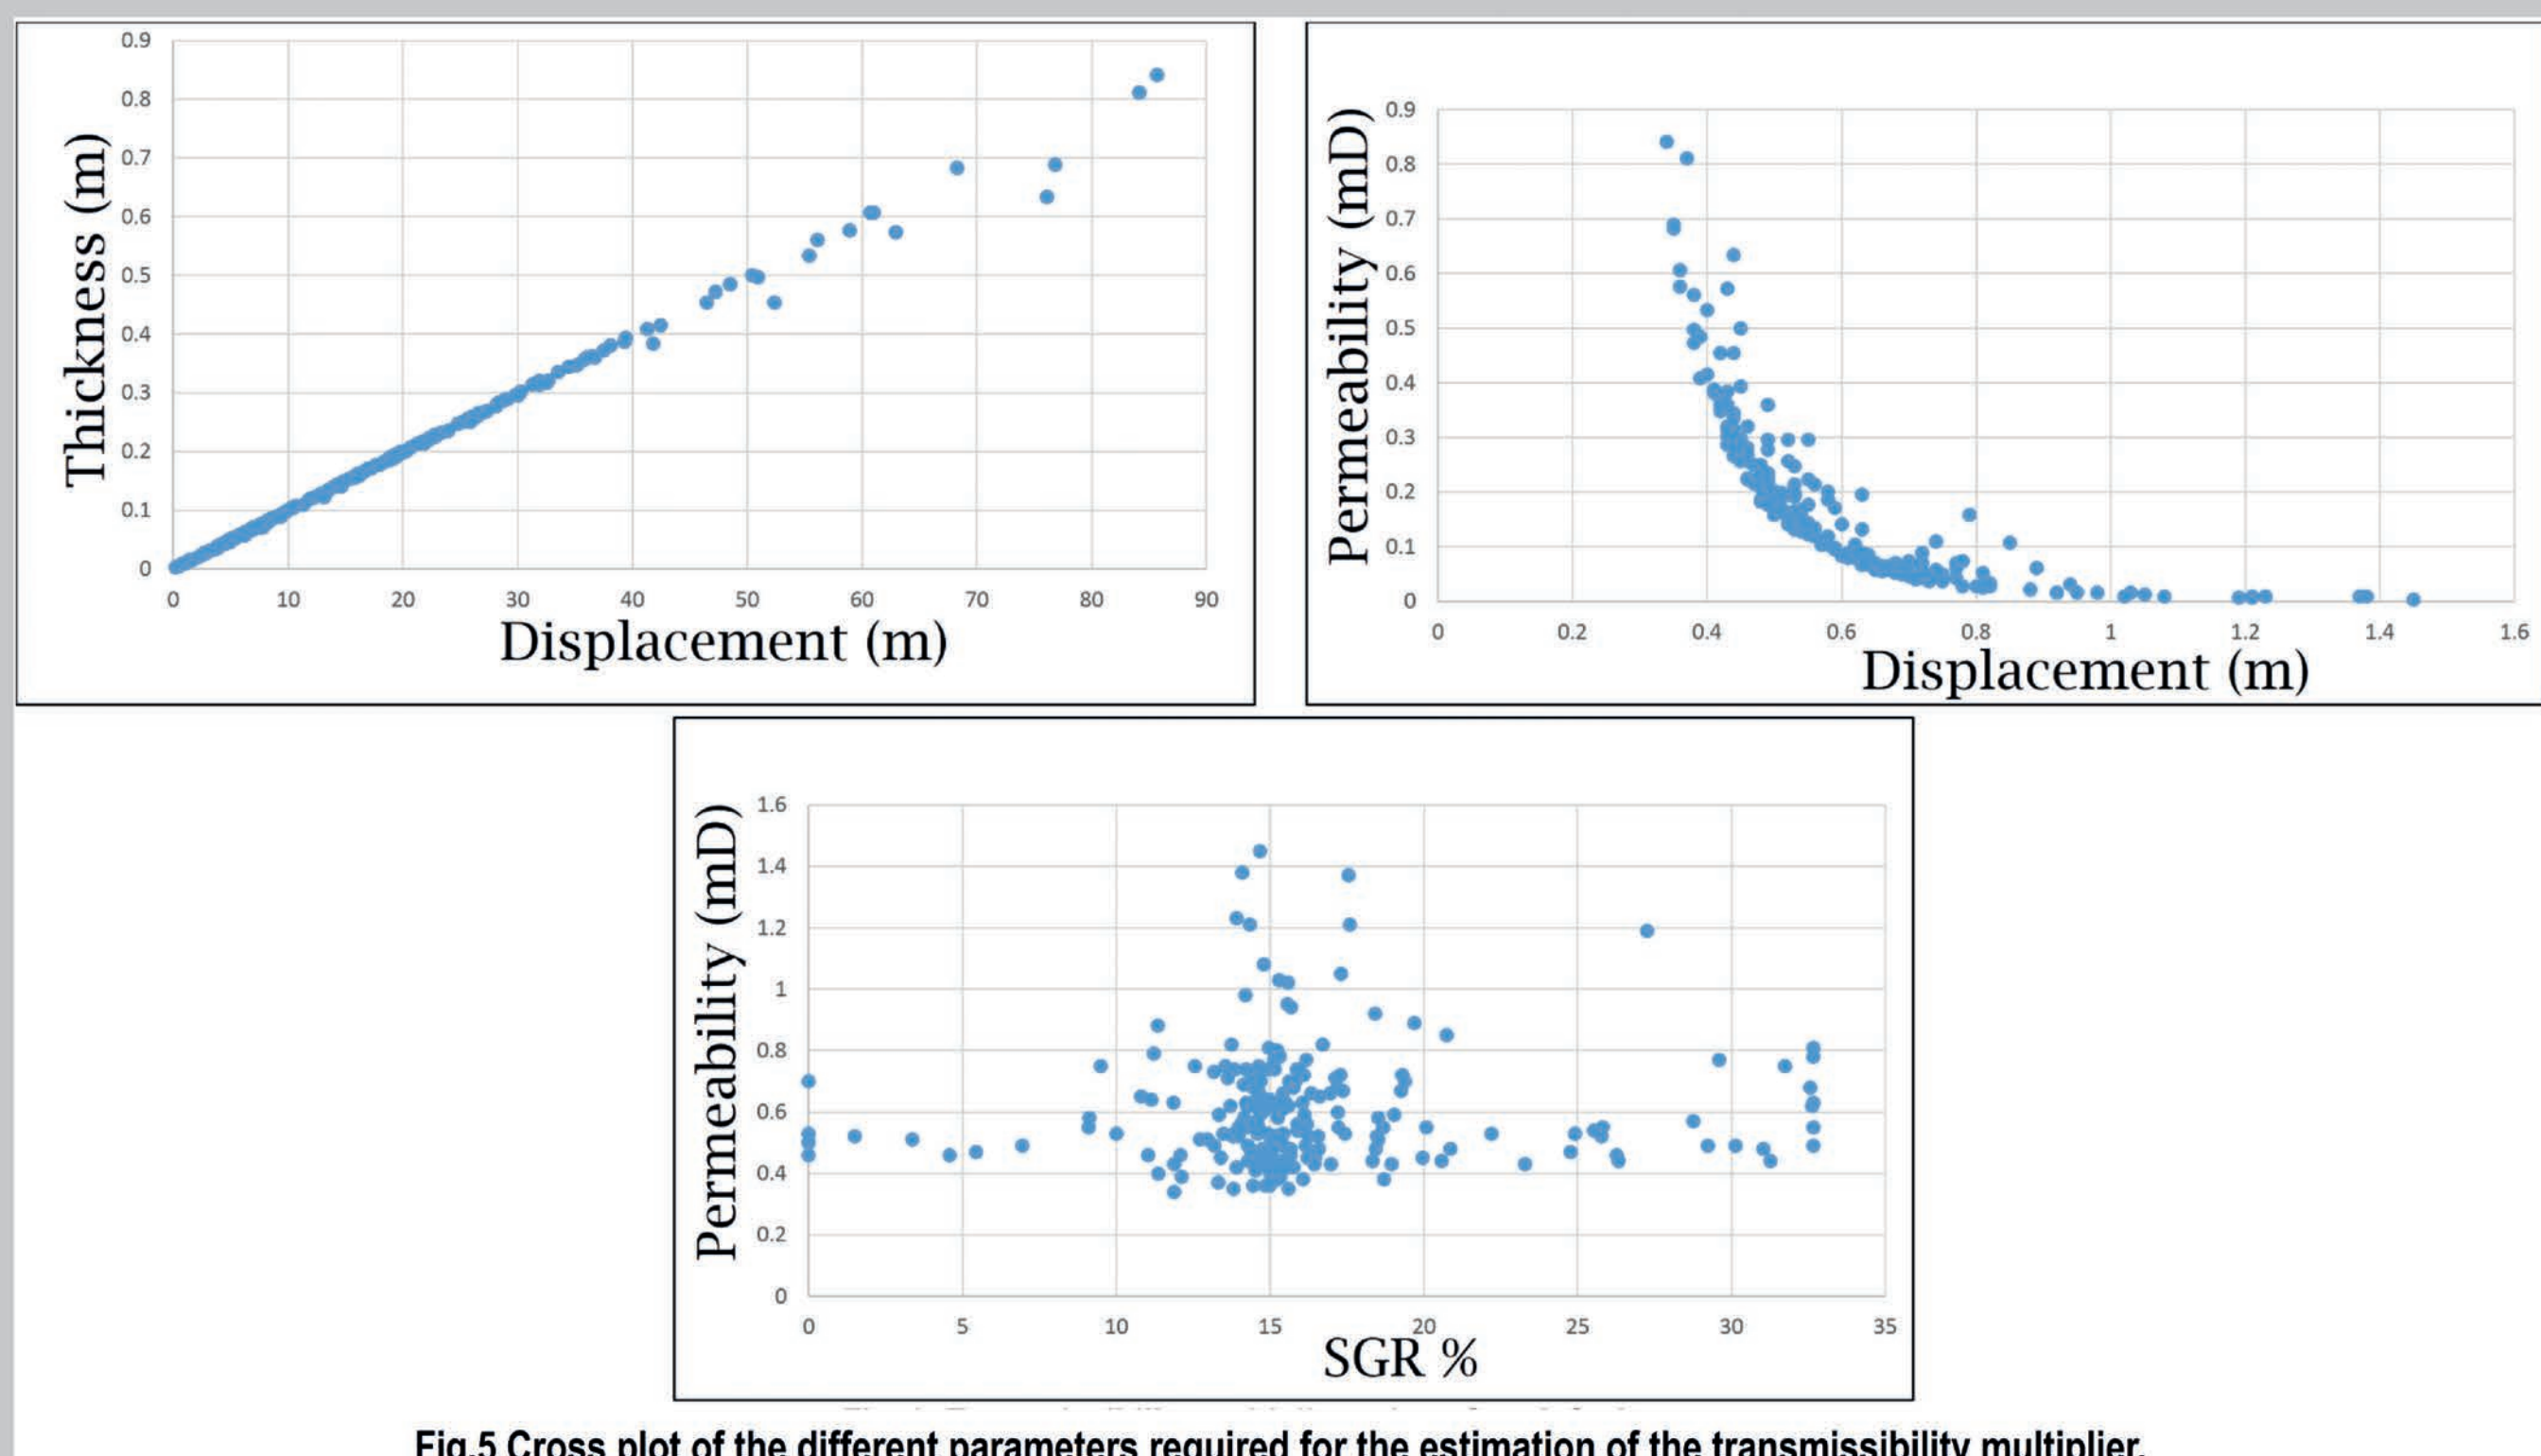 0.9
0.8
0.7
0.6
0.5
0.4
0.3
0.2
0.1
0
Thickness (m)
0 10 20 30 40 50 60 70 80 90
Displacement (m)
0.9
0.8
0.7
0.6
0.5
0.4
0.3
0.2
0.1
0
Permeability (mD)
0 0.2 0.4 0.6 0.8 1 1.2 1.4 1.6
Displacement (m)
1.6
1.4
1.2
1
0.8
0.6
0.4
0.2
0
Permeability (mD)
0 5 10 15 20 25 30 35
SGR %
Fig.5 Cross plot of the different parameters required for the estimation of the transmissibility multiplier.